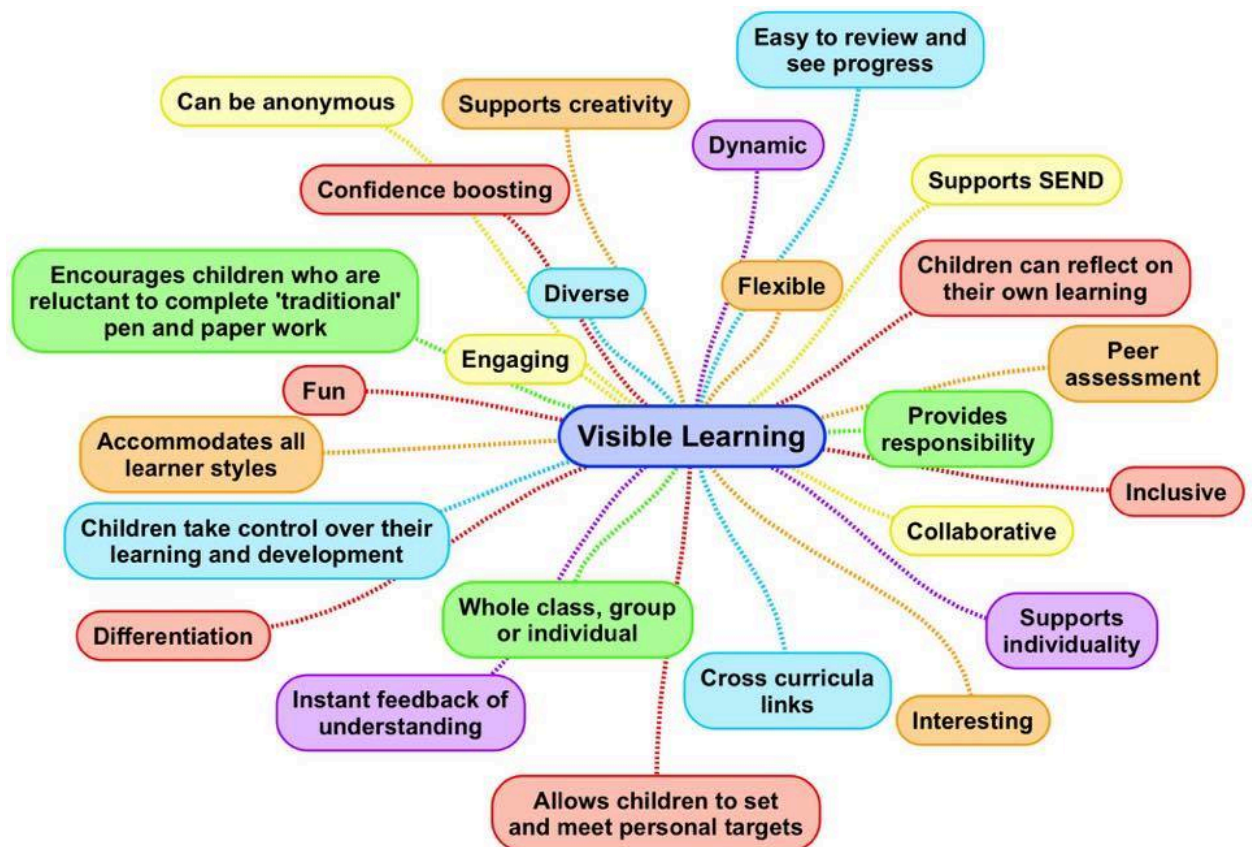 Easy to review and
see progress
Can be anonymous
Supports creativity
Dynamic
Confidence boosting
Supports SEND
Encourages children who are
reluctant to complete 'traditional'
pen and paper work
Diverse
Flexible
Children can reflect on
their own learning
Engaging
Peer
assessment
Fun
Visible Learning
Provides
responsibility
Accommodates all
learner styles
Inclusive
Children take control over their
learning and development
Collaborative
Differentiation
Whole class, group
or individual
Supports
individuality
Instant feedback of
understanding
Cross curricula
links
Interesting
Allows children to set
and meet personal targets